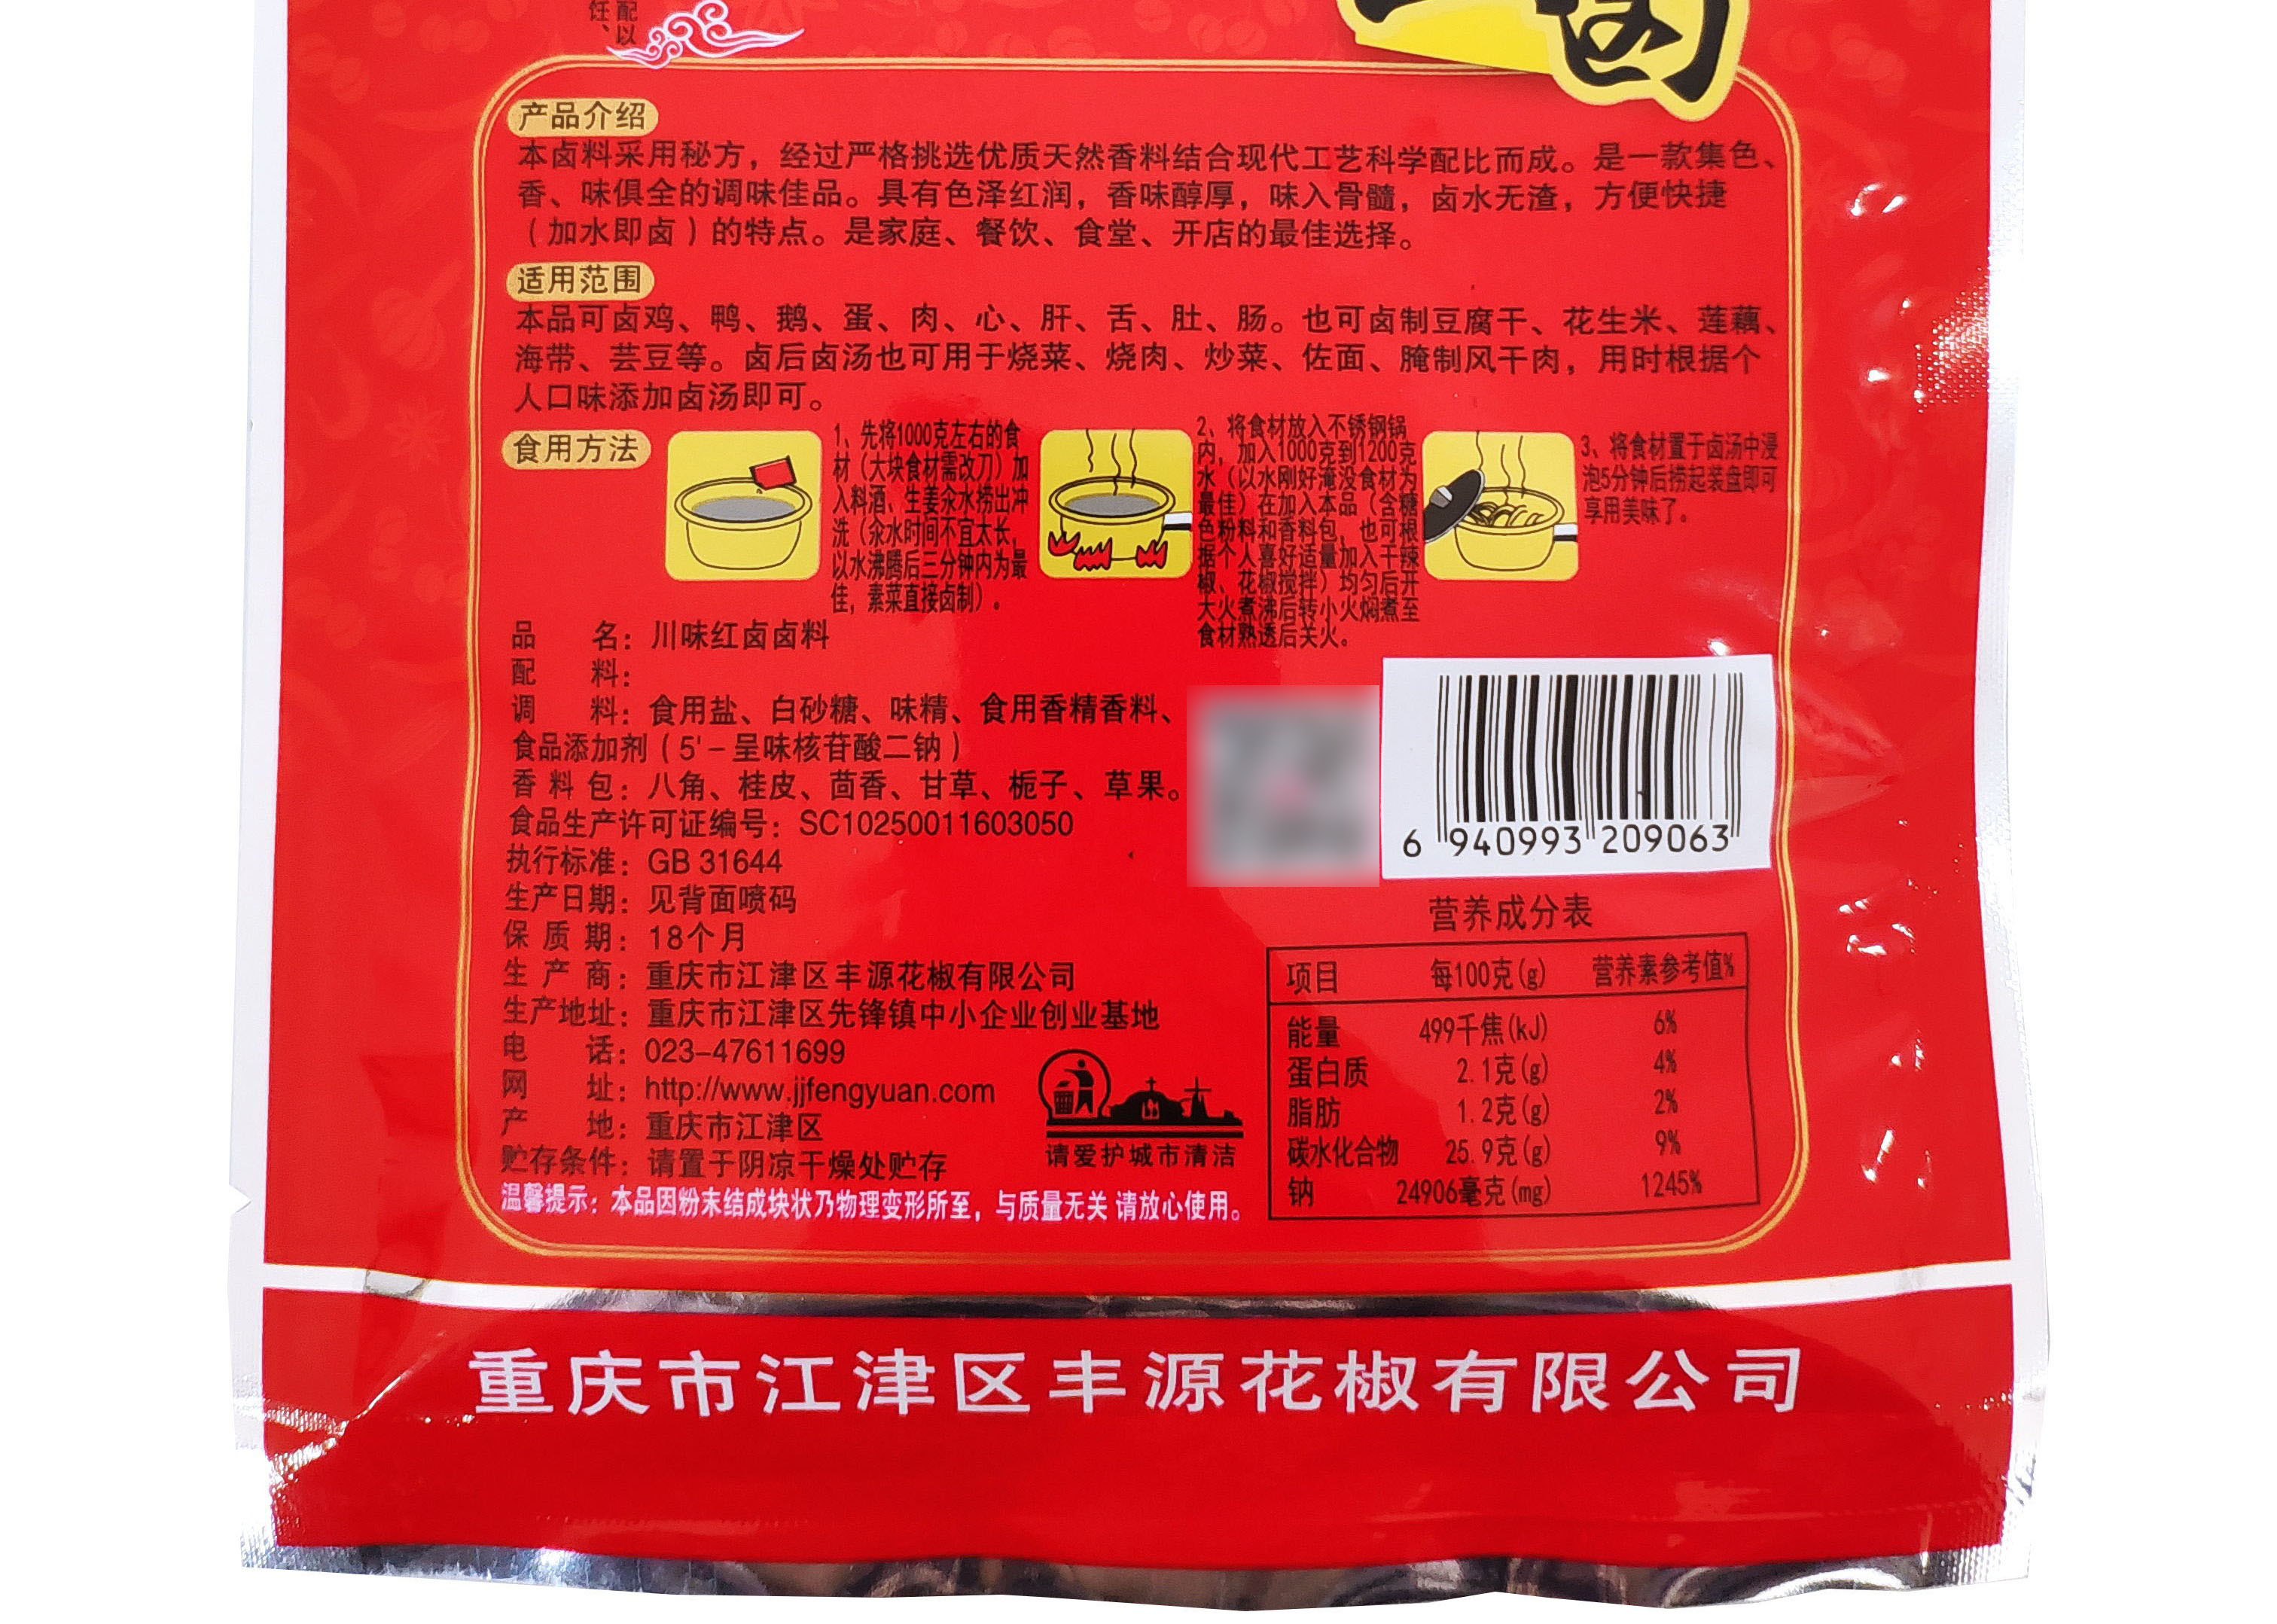 配以
任、
产品介绍
本卤料采用秘方，经过严格挑选优质天然香料结合现代工艺科学配比而成。是一款集色、
香、味俱全的调味佳品。具有色泽红润，香味醇厚，味入骨髓，卤水无渣，方便快捷
（加水即卤）的特点。是家庭、餐饮、食堂、开店的最佳选择。
适用范围
本品可卤鸡、鸭、鹅、蛋、肉、心、肝、舌、肚、肠。也可卤制豆腐干、花生米、莲藕、
海带、芸豆等。卤后卤汤也可用于烧菜、烧肉、炒菜、佐面、腌制风干肉，用时根据个
人口味添加卤汤即可。
食用方法
1、先将1000克左右的食
材（大块食材需改刀）加
入料酒、生姜汆水捞出冲
洗（汆水时间不宜太长，
以水沸腾后三分钟内为最
佳，素菜直接卤制）。
2、将食材放入不锈钢锅
内，加入1000克到1200克
水（以水刚好淹没食材为
最佳）在加入本品（含糖
色粉料和香料包，也可根
据个人喜好适量加入干辣
椒、花椒搅拌）均匀后开
大火煮沸后转小火焖煮至
食材熟透后关火。
3、将食材置于卤汤中浸
泡5分钟后捞起装盘即可
享用美味了。
品名：川味红卤卤料
配料：
调料：食用盐、白砂糖、味精、食用香精香料、
食品添加剂（5'-呈味核苷酸二钠）
香料包：八角、桂皮、茴香、甘草、栀子、草果。
食品生产许可证编号：SC10250011603050
执行标准：GB 31644
生产日期：见背面喷码
保质期：18个月
生产商：重庆市江津区丰源花椒有限公司
生产地址：重庆市江津区先锋镇中小企业创业基地
电话：023-47611699
网址：http://www.jjfengyuan.com
产地：重庆市江津区
贮存条件：请置于阴凉干燥处贮存
温馨提示：本品因粉末结成块状乃物理变形所至，与质量无关 请放心使用。
请爱护城市清洁
6 940993 209063
营养成分表
项目 每100克(g) 营养素参考值%
能量 499千焦(kJ) 6%
蛋白质 2.1克(g) 4%
脂肪 1.2克(g) 2%
碳水化合物 25.9克(g) 9%
钠 24906毫克(mg) 1245%
重庆市江津区丰源花椒有限公司